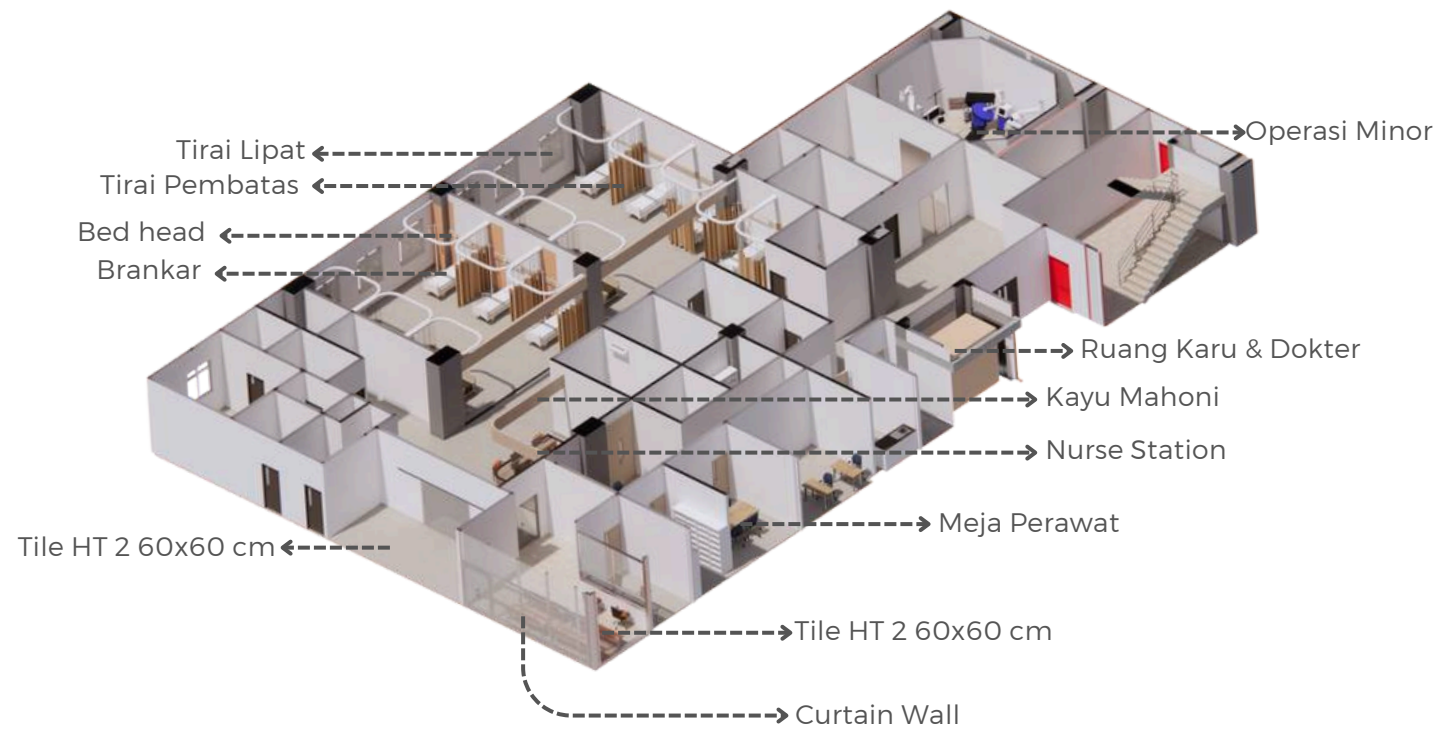 Operasi Minor
Tirai Lipat
Tirai Pembatas
Bed head
Brankar
Ruang Karu & Dokter
Kayu Mahoni
Nurse Station
Meja Perawat
Tile HT 2 60x60 cm
Tile HT 2 60x60 cm
Curtain Wall